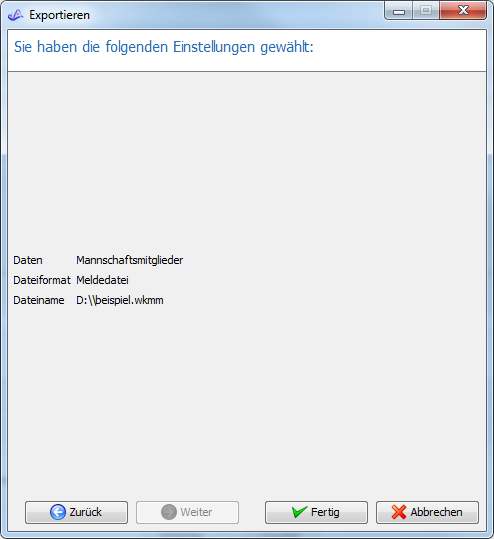 Exportieren
Sie haben die folgenden Einstellungen gewählt:
Daten Mannschaftsmitglieder
Dateiformat Meldedatei
Dateiname D:\\beispiel.wkmm
Zurück Weiter Fertig Abbrechen